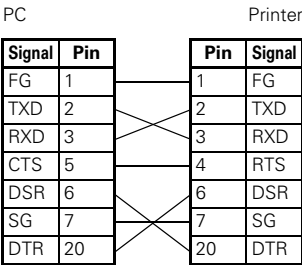 PC Printer
Signal Pin Pin Signal
FG 1 1 FG
TXD 2 2 TXD
RXD 3 3 RXD
CTS 5 4 RTS
DSR 6 6 DSR
SG 7 7 SG
DTR 20 20 DTR